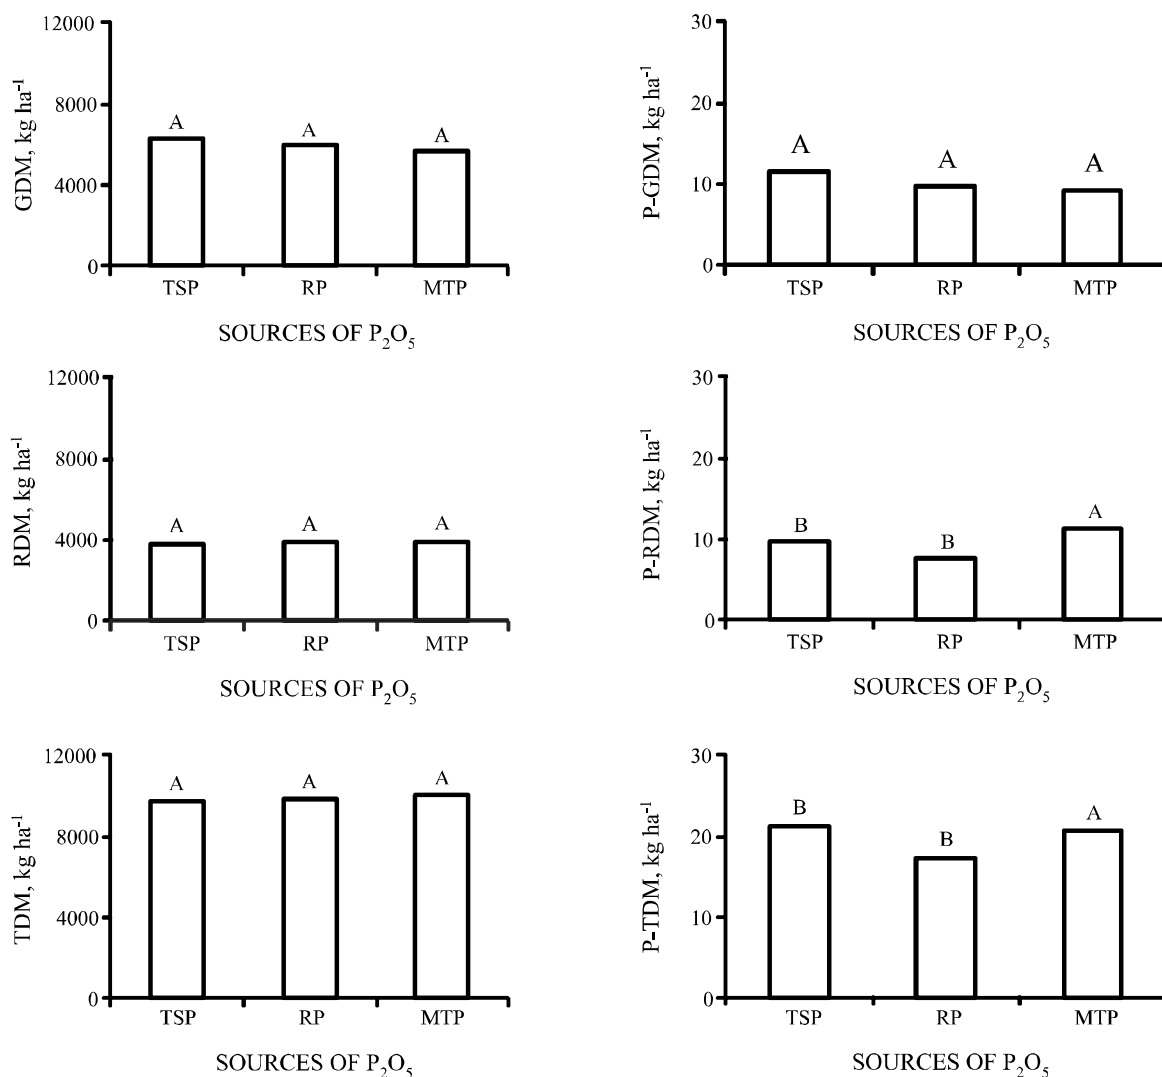 12000
8000
4000
0
GDM, kg ha⁻¹
A
A
A
TSP RP MTP
SOURCES OF P₂O₅
30
20
10
0
P-GDM, kg ha⁻¹
A
A
A
TSP RP MTP
SOURCES OF P₂O₅
12000
8000
4000
0
RDM, kg ha⁻¹
A
A
A
TSP RP MTP
SOURCES OF P₂O₅
30
20
10
0
P-RDM, kg ha⁻¹
B
B
A
TSP RP MTP
SOURCES OF P₂O₅
12000
8000
4000
0
TDM, kg ha⁻¹
A
A
A
TSP RP MTP
SOURCES OF P₂O₅
30
20
10
0
P-TDM, kg ha⁻¹
B
B
A
TSP RP MTP
SOURCES OF P₂O₅